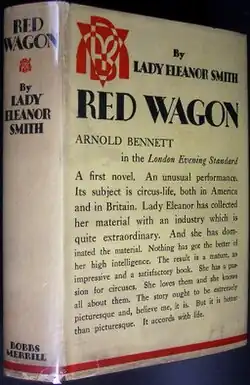 RED
WAGON
By
LADY
ELEANOR
SMITH
BOBBS
MERRILL
By
LADY ELEANOR SMITH
RED WAGON
ARNOLD BENNETT
in the London Evening Standard
A first novel. An unusual performance.
Its subject is circus-life, both in America
and in Britain. Lady Eleanor has collected
her material with an industry which is
quite extraordinary. And she has dom-
inated the material. Nothing has got the better of
her high intelligence. The result is a mature, an
impressive and a satisfactory book. She has a pas-
sion for circuses. She loves them and she knows
all about them. The story ought to be extremely
picturesque and, believe me, it is. But it is better
than picturesque. It accords with life.